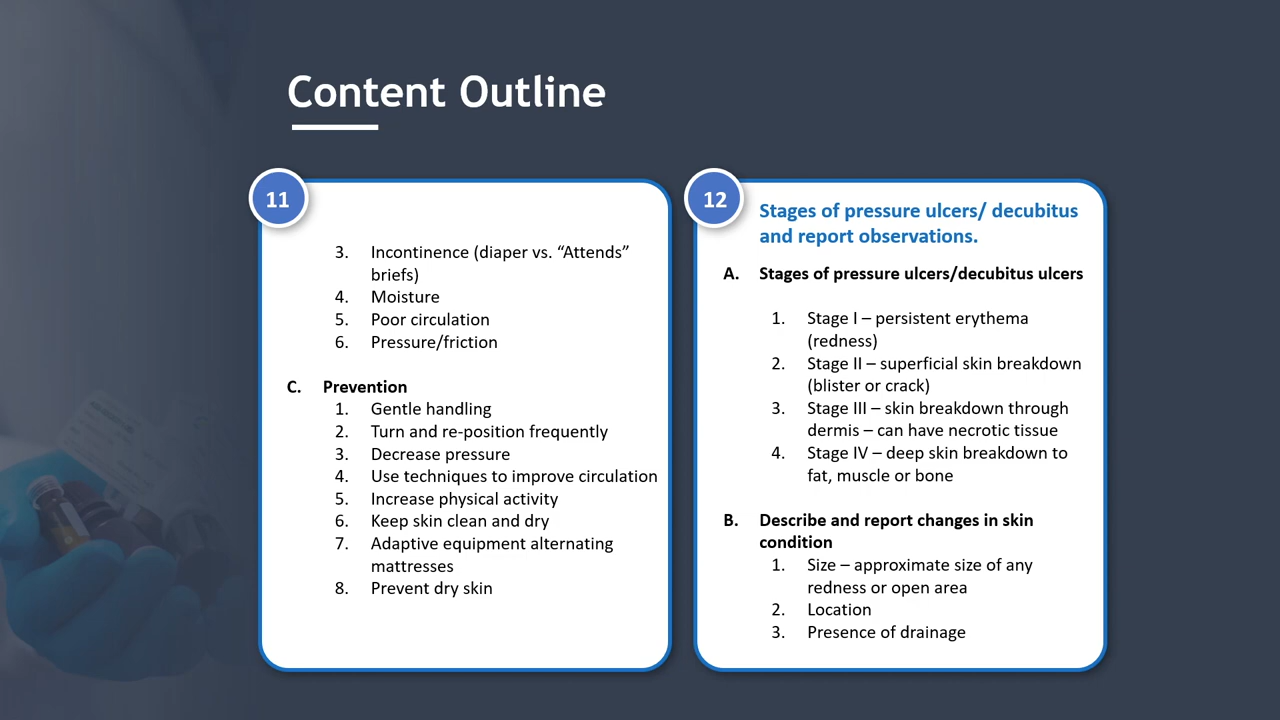 Content Outline
11
3. Incontinence (diaper vs. “Attends”
briefs)
4. Moisture
5. Poor circulation
6. Pressure/friction
C. Prevention
1. Gentle handling
2. Turn and re-position frequently
3. Decrease pressure
4. Use techniques to improve circulation
5. Increase physical activity
6. Keep skin clean and dry
7. Adaptive equipment alternating
mattresses
8. Prevent dry skin
12
Stages of pressure ulcers/ decubitus
and report observations.
A. Stages of pressure ulcers/decubitus ulcers
1. Stage I – persistent erythema
(redness)
2. Stage II – superficial skin breakdown
(blister or crack)
3. Stage III – skin breakdown through
dermis – can have necrotic tissue
4. Stage IV – deep skin breakdown to
fat, muscle or bone
B. Describe and report changes in skin
condition
1. Size – approximate size of any
redness or open area
2. Location
3. Presence of drainage